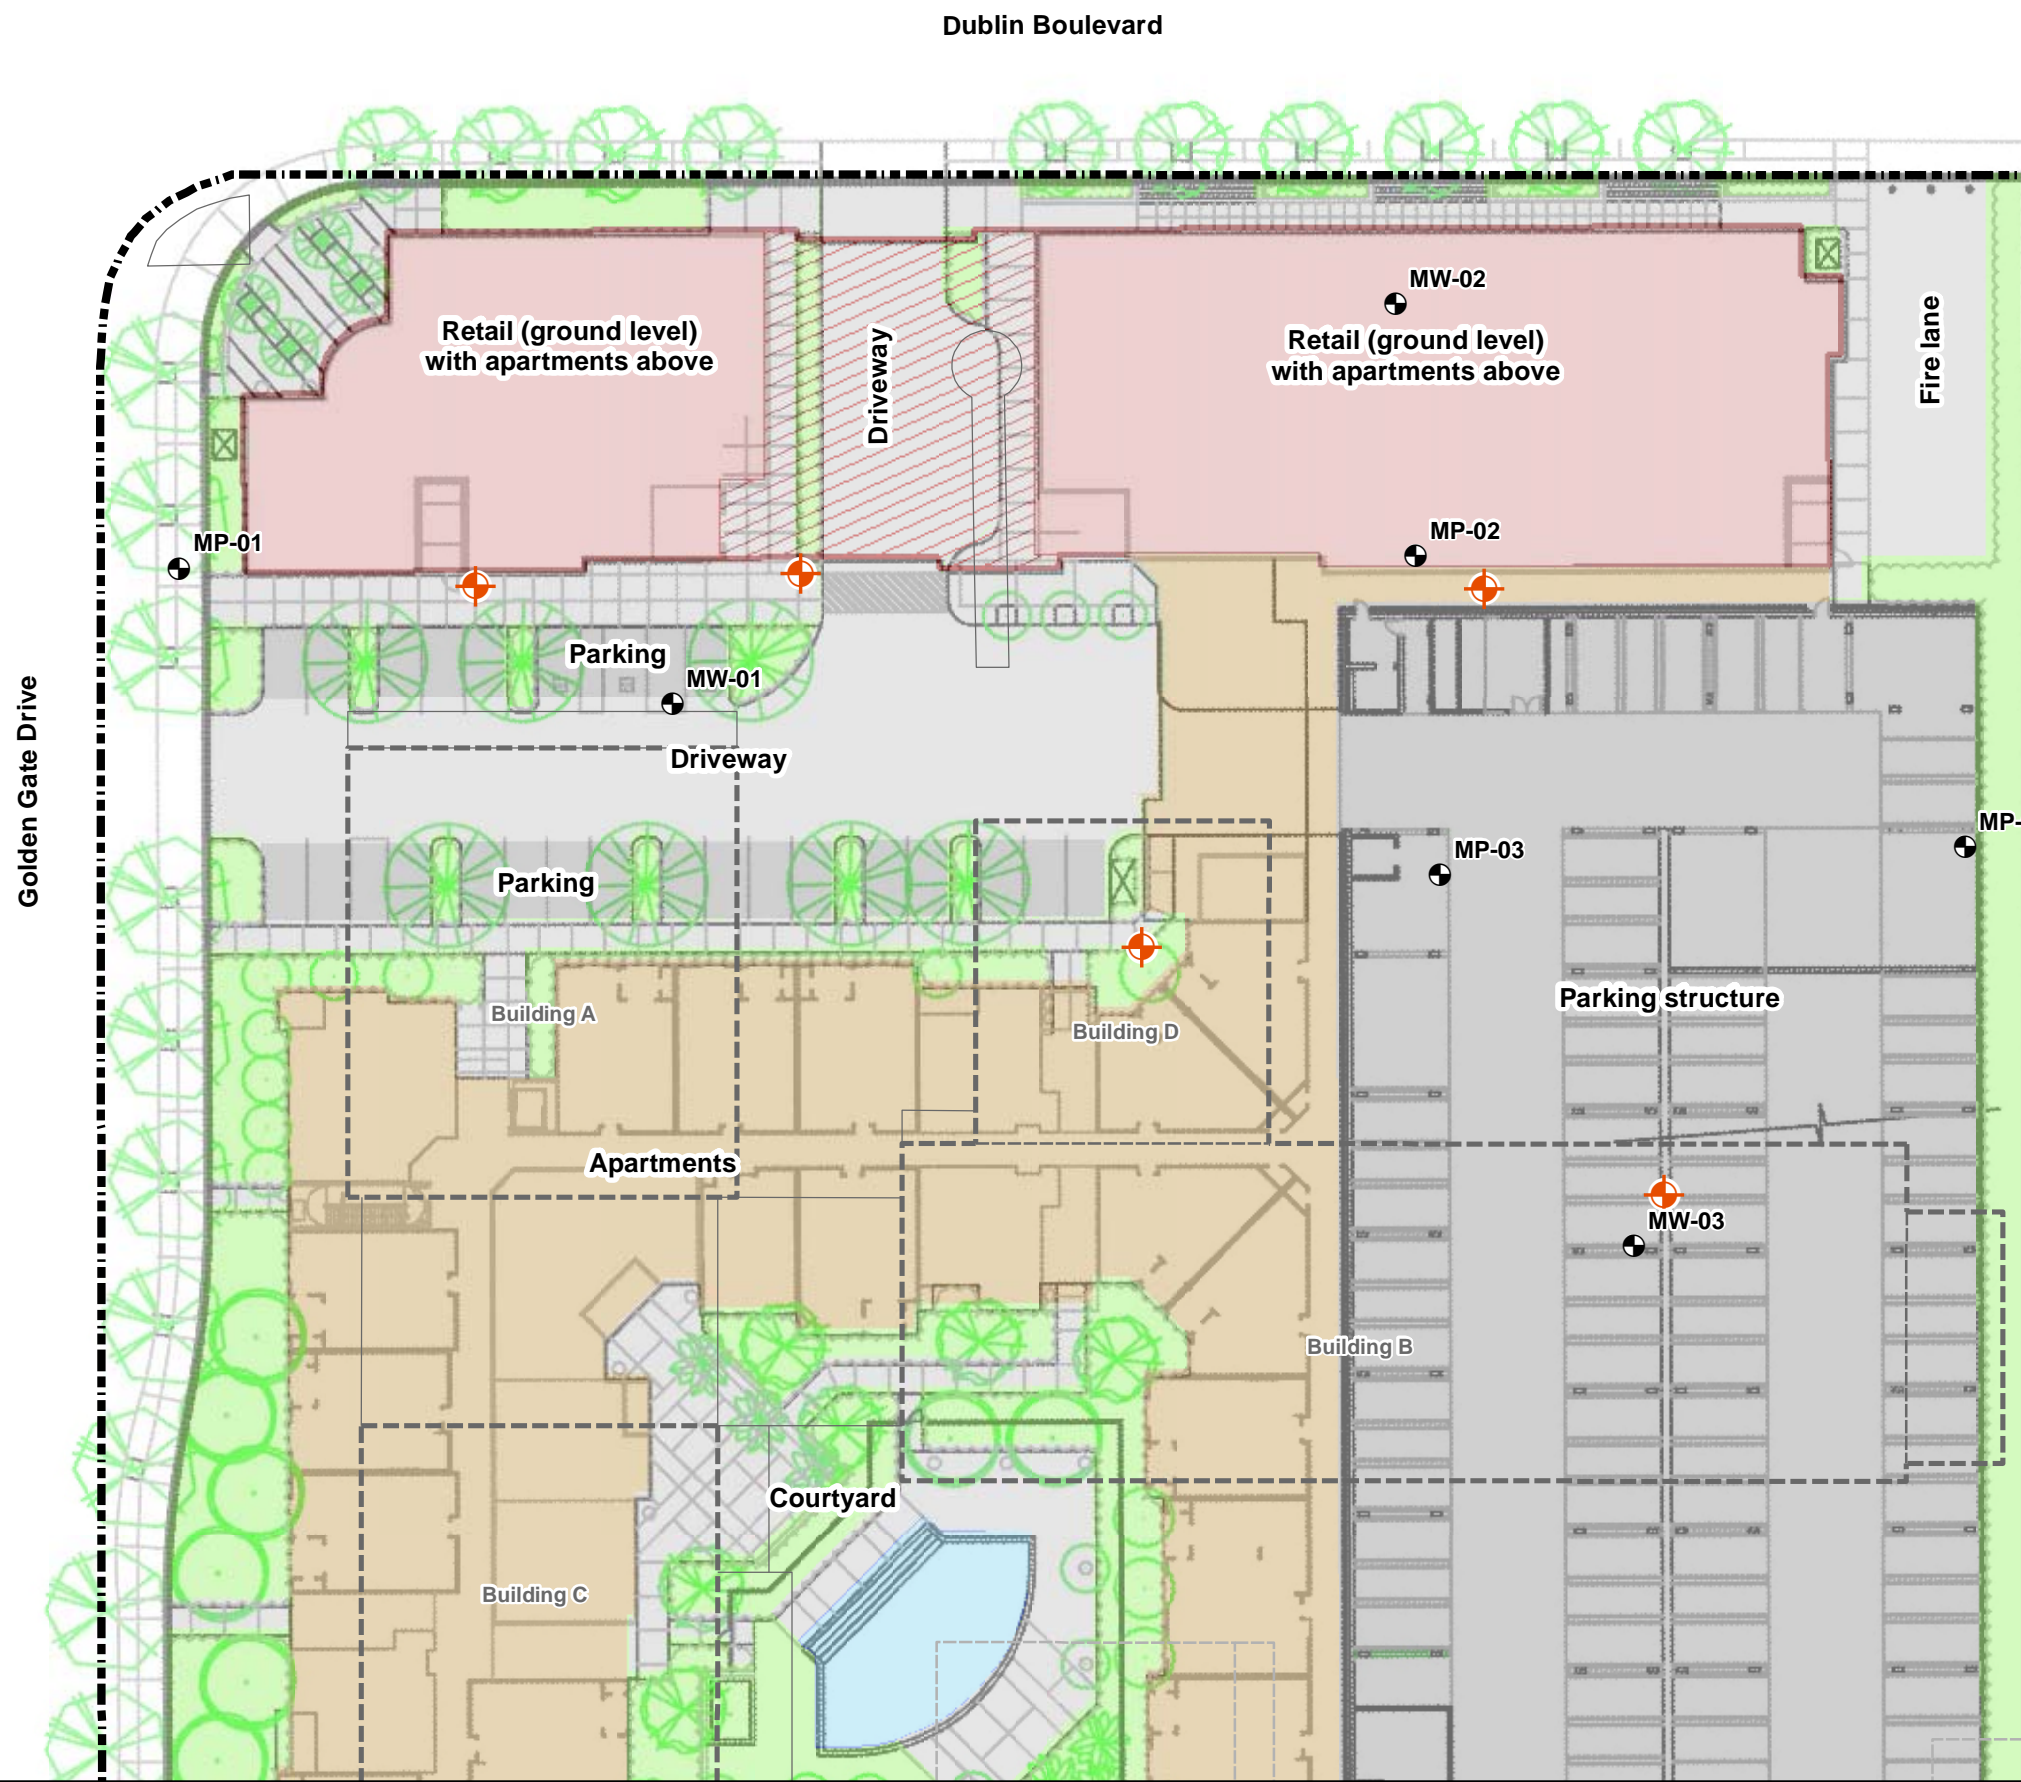 Dublin Boulevard
MW-02
Retail (ground level)
with apartments above
Retail (ground level)
with apartments above
Driveway
Fire lane
MP-01
MP-02
Parking
MW-01
Golden Gate Drive
Driveway
MP-
MP-03
Parking
Parking structure
Building A
Building D
Apartments
MW-03
Building B
Courtyard
Building C